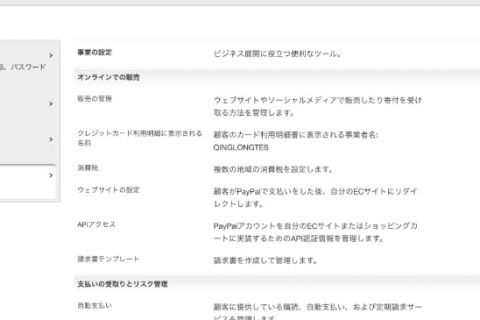 事業の設定
ビジネス展開に役立つ便利なツール。
、パスワード
オンラインでの販売
販売の管理
ウェブサイトやソーシャルメディアで販売したり寄付を受け
取る方法を管理します。
クレジットカード利用明細に表示される
名前
顧客のカード利用明細書に表示される事業者名:
QINGLONGTES
消費税
複数の地域の消費税を設定します。
ウェブサイトの設定
顧客がPayPalで支払いをした後、自分のECサイトにリダイ
レクトします。
APIアクセス
PayPalアカウントを自分のECサイトまたはショッピングカ
ートに実装するためのAPI認証情報を管理します。
請求書テンプレート
請求書を作成して管理します。
支払いの受取りとリスク管理
自動支払い
顧客に提供している購読、自動支払い、および定期請求サ
ービスを管理します。